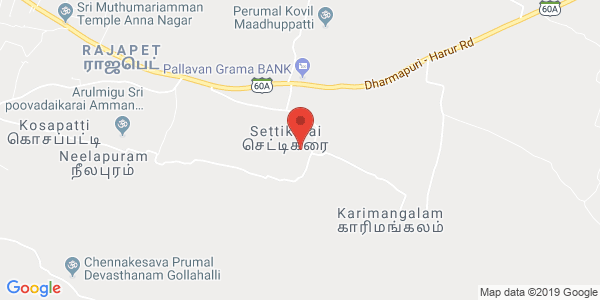 Sri Muthumariamman
Temple Anna Nagar
Perumal Kovil
Maadhuppatti
60A
RAJAPET
ராஜபெட்
Pallavan Grama BANK
Dharmapuri - Harur Rd
60A
Arulmigu Sri
poovadaikarai Amman...
Kosapatti
கொசப்பட்டி
Settik
ai
செட்டிகரை
Neelapuram
நீலபுரம்
Karimangalam
காரிமங்கலம்
Chennakesava Prumal
Devasthanam Gollahalli
Google
Map data ©2019 Google